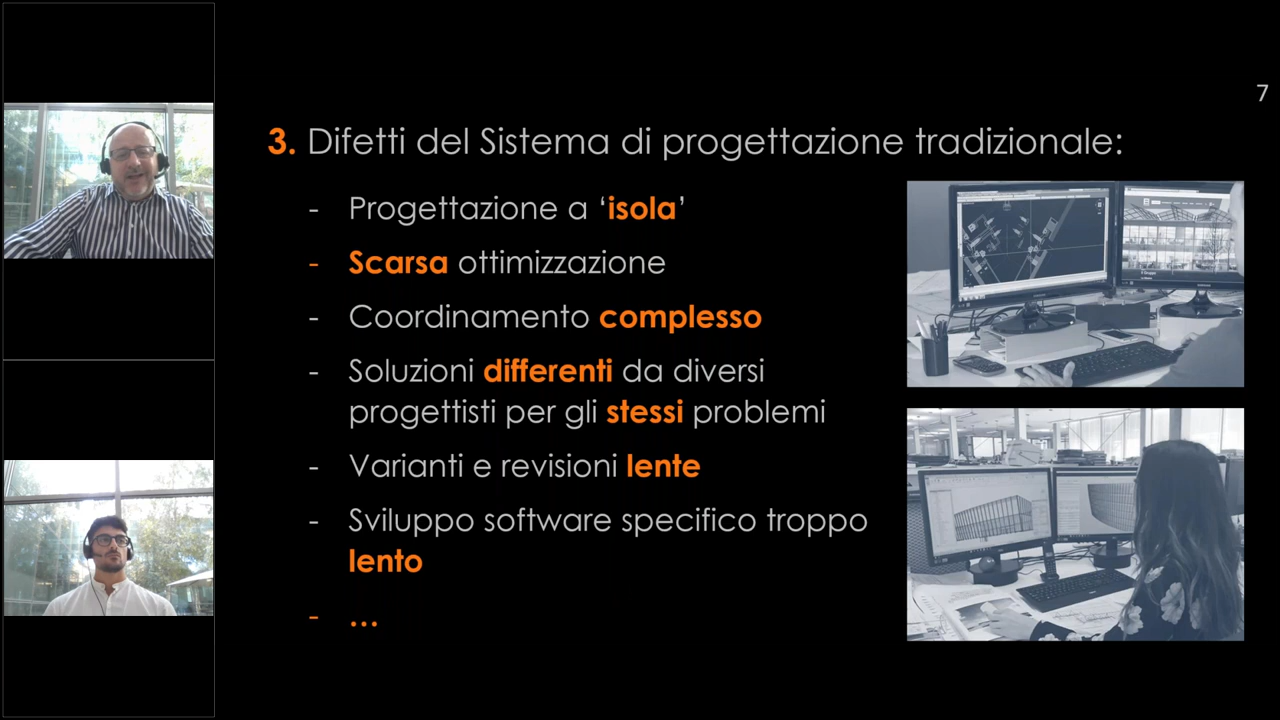 7
3. Difetti del Sistema di progettazione tradizionale:
- Progettazione a ‘isola’
- Scarsa ottimizzazione
- Coordinamento complesso
- Soluzioni differenti da diversi
progettisti per gli stessi problemi
- Varianti e revisioni lente
- Sviluppo software specifico troppo
lento
- ...